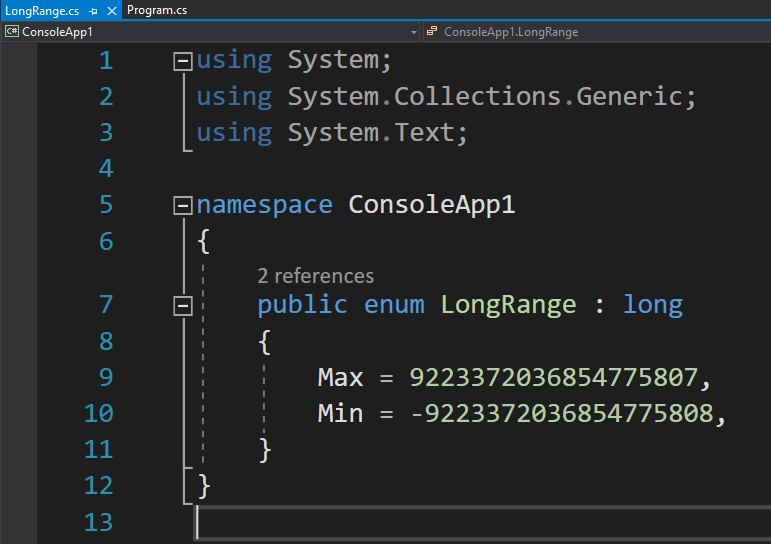 LongRange.cs Program.cs
C# ConsoleApp1 ConsoleApp1.LongRange
1 using System;
2 using System.Collections.Generic;
3 using System.Text;
4
5 namespace ConsoleApp1
6 {
2 references
7 public enum LongRange : long
8 {
9 Max = 9223372036854775807,
10 Min = -9223372036854775808,
11 }
12 }
13